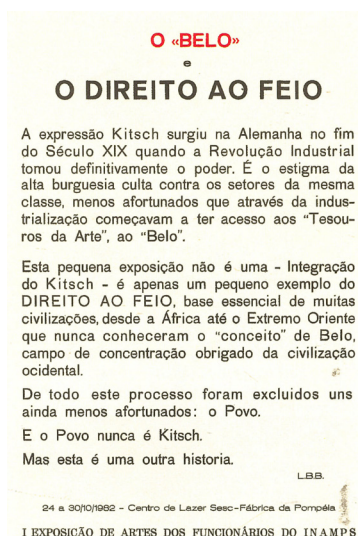 O «BELO»
e
O DIREITO AO FEIO
A expressão Kitsch surgiu na Alemanha no fim
do Século XIX quando a Revolução Industrial
tomou definitivamente o poder. É o estigma da
alta burguesia culta contra os setores da mesma
classe, menos afortunados que através da indus-
trialização começavam a ter acesso aos "Tesou-
ros da Arte", ao "Belo".
Esta pequena exposição não é uma - Integração
do Kitsch - é apenas um pequeno exemplo do
DIREITO AO FEIO, base essencial de muitas
civilizações, desde a África até o Extremo Oriente
que nunca conheceram o "conceito" de Belo,
campo de concentração obrigado da civilização
ocidental.
De todo este processo foram excluidos uns
ainda menos afortunados: o Povo.
E o Povo nunca é Kitsch.
Mas esta é uma outra historia.
L.B.B.
24 a 30/10/1982 - Centro de Lazer Sesc-Fábrica da Pompéia
I EXPOSIÇÃO DE ARTES DOS FUNCIONÁRIOS DO INAMPS